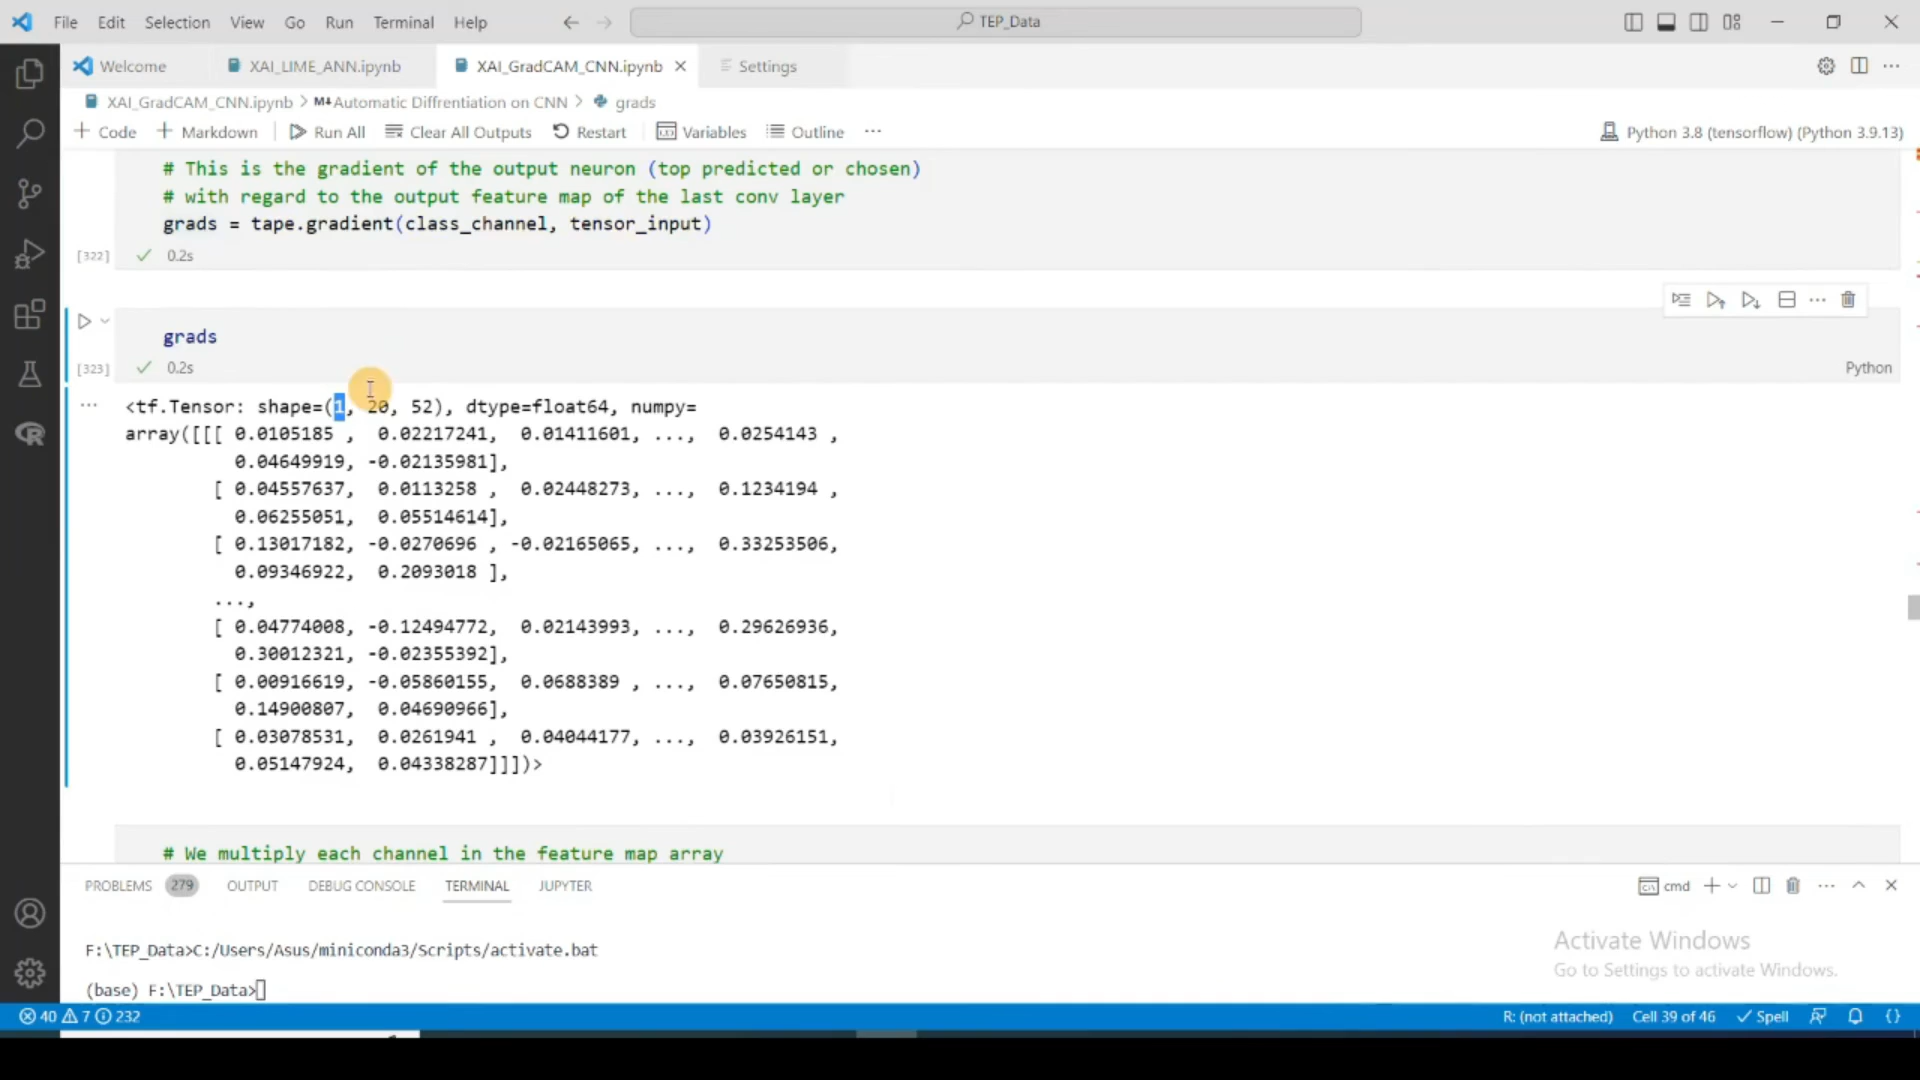 File Edit Selection View Go Run Terminal Help TEP_Data
Welcome XAI_LIME_ANN.ipynb XAI_GradCAM_CNN.ipynb Settings
XAI_GradCAM_CNN.ipynb > M↓Automatic Diffrentiation on CNN > grads
+ Code + Markdown Run All Clear All Outputs Restart Variables Outline ... Python 3.8 (tensorflow) (Python 3.9.13)
# This is the gradient of the output neuron (top predicted or chosen)
# with regard to the output feature map of the last conv layer
grads = tape.gradient(class_channel, tensor_input)
[322] ✓ 0.2s
grads
[323] ✓ 0.2s Python
... <tf.Tensor: shape=(1, 20, 52), dtype=float64, numpy=
array([[[ 0.0105185 , 0.02217241, 0.01411601, ..., 0.0254143 ,
0.04649919, -0.02135981],
[ 0.04557637, 0.0113258 , 0.02448273, ..., 0.1234194 ,
0.06255051, 0.05514614],
[ 0.13017182, -0.0270696 , -0.02165065, ..., 0.33253506,
0.09346922, 0.2093018 ],
...,
[ 0.04774008, -0.12494772, 0.02143993, ..., 0.29626936,
0.30012321, -0.02355392],
[ 0.00916619, -0.05860155, 0.0688389 , ..., 0.07650815,
0.14900807, 0.04690966],
[ 0.03078531, 0.0261941 , 0.04044177, ..., 0.03926151,
0.05147924, 0.04338287]]])>
# We multiply each channel in the feature map array
PROBLEMS 279 OUTPUT DEBUG CONSOLE TERMINAL JUPYTER cmd
F:\TEP_Data>C:/Users/Asus/miniconda3/Scripts/activate.bat
(base) F:\TEP_Data>
Activate Windows
Go to Settings to activate Windows.
40 7 232 R: (not attached) Cell 39 of 46 ✓ Spell